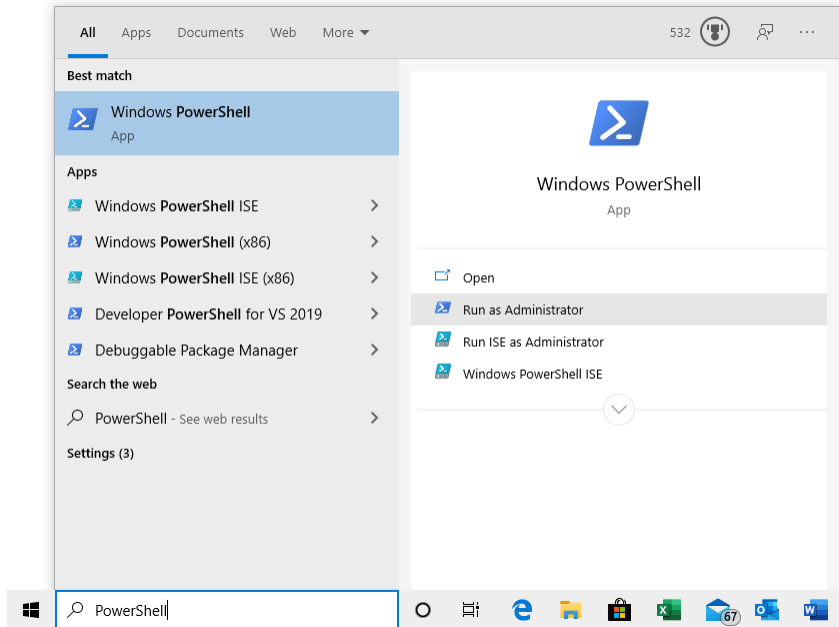 All Apps Documents Web More 532
Best match
Windows PowerShell
App
Apps
Windows PowerShell ISE
Windows PowerShell (x86)
Windows PowerShell ISE (x86)
Developer PowerShell for VS 2019
Debuggable Package Manager
Search the web
PowerShell - See web results
Settings (3)
Windows PowerShell
App
Open
Run as Administrator
Run ISE as Administrator
Windows PowerShell ISE
PowerShell
67